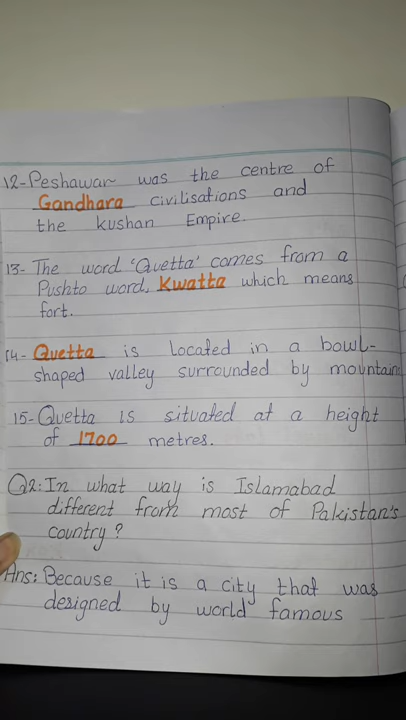 12-Peshawar was the centre of
Gandhara civilisations and
the kushan Empire.
13- The word 'Quetta' comes from a
Pushto word, Kwatta which means
fort.
14- Quetta is located in a bowl-
shaped valley surrounded by mountain
15- Quetta is situated at a height
of 1700 metres.
Q2: In what way is Islamabad
different from most of Pakistan's
country?
Ans: Because it is a city that was
designed by world famous